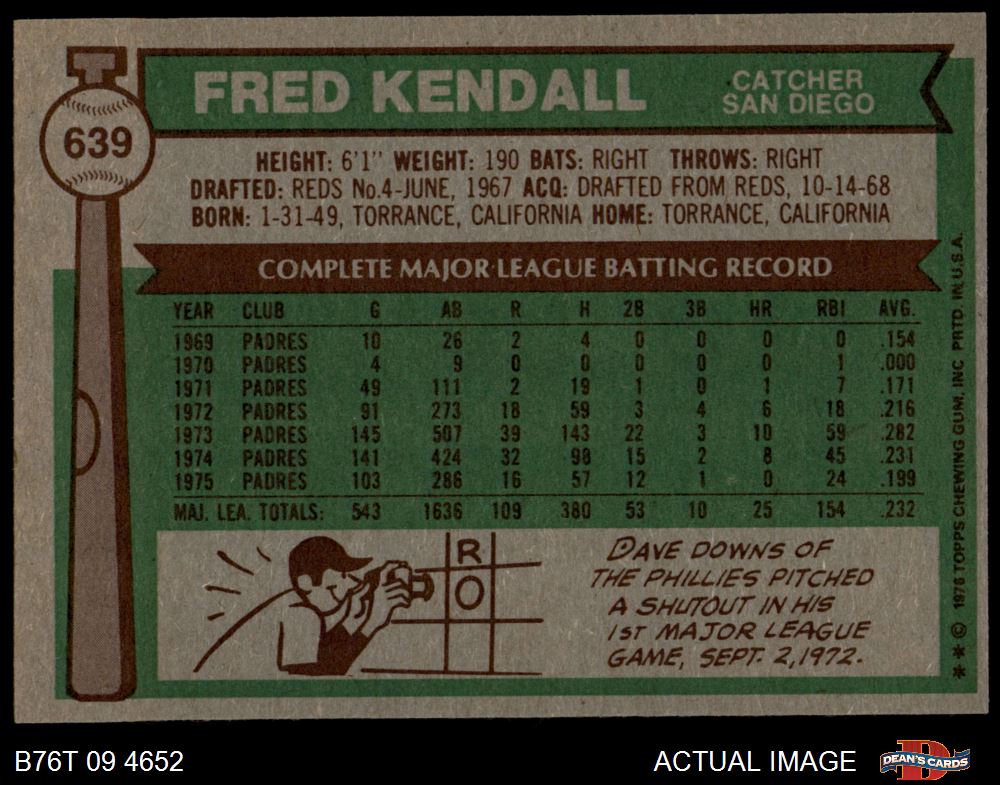 639
FRED KENDALL
CATCHER
SAN DIEGO
HEIGHT: 6'1" WEIGHT: 190 BATS: RIGHT THROWS: RIGHT
DRAFTED: REDS No.4-JUNE, 1967 ACQ: DRAFTED FROM REDS, 10-14-68
BORN: 1-31-49, TORRANCE, CALIFORNIA HOME: TORRANCE, CALIFORNIA
COMPLETE MAJOR LEAGUE BATTING RECORD
YEAR CLUB G AB R H 2B 3B HR RBI AVG.
1969 PADRES 10 26 2 4 0 0 0 0 .154
1970 PADRES 4 9 0 0 0 0 0 1 .000
1971 PADRES 49 111 2 19 1 0 1 7 .171
1972 PADRES 91 273 18 59 3 4 6 18 .216
1973 PADRES 145 507 39 143 22 3 10 59 .282
1974 PADRES 141 424 32 98 15 2 8 45 .231
1975 PADRES 103 286 16 57 12 1 0 24 .199
MAJ. LEA. TOTALS: 543 1636 109 380 53 10 25 154 .232
R
O
DAVE DOWNS OF
THE PHILLIES PITCHED
A SHUTOUT IN HIS
1ST MAJOR LEAGUE
GAME, SEPT. 2, 1972.
** © 1976 TOPPS CHEWING GUM, INC. PRTD. IN U.S.A.
B76T 09 4652
ACTUAL IMAGE
D
DEAN'S CARDS